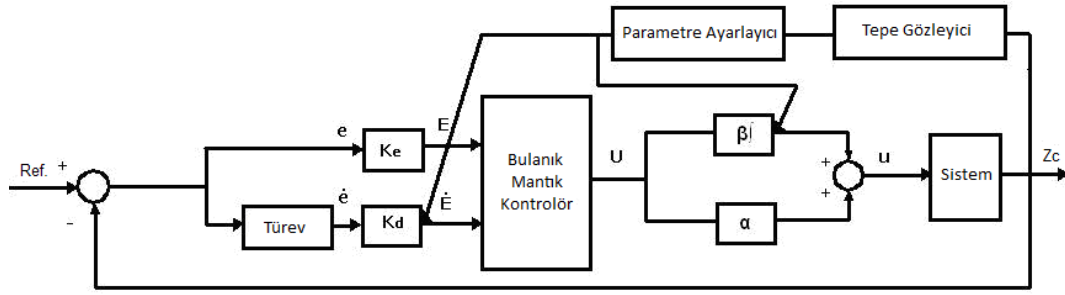 Parametre Ayarlayıcı
Tepe Gözleyici
Ref.
+
-
e
Ke
E
ė
Türev
Kd
Ė
Bulanık
Mantık
Kontrolör
U
β∫
α
+
+
u
Sistem
Zc